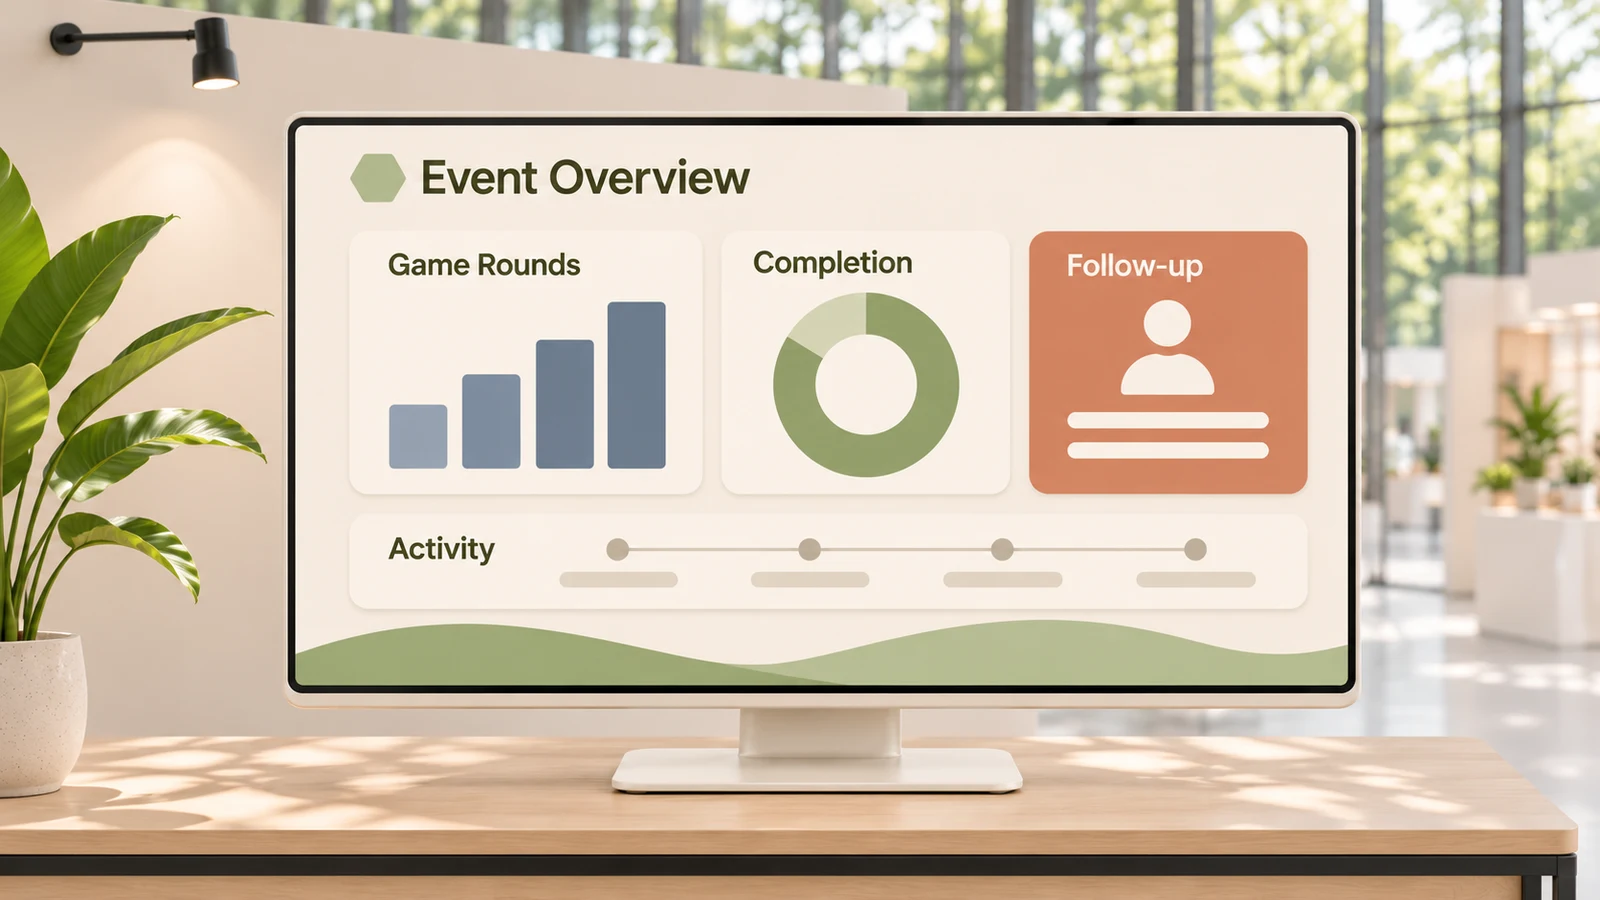 Event Overview
Game Rounds
Completion
Follow-up
Activity